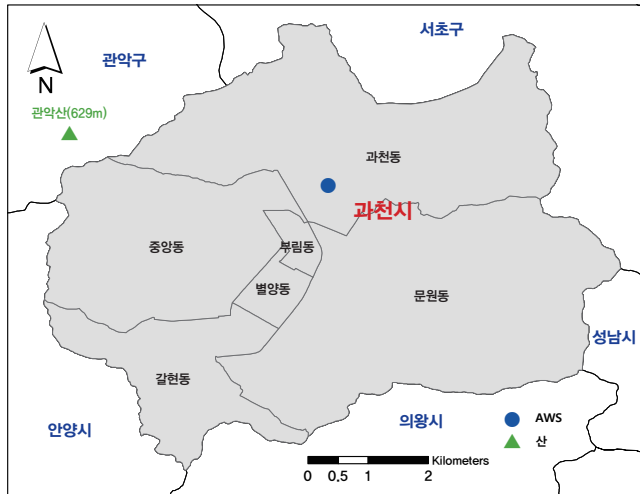 서초구
관악구
N
관악산(629m)
과천동
과천시
중앙동
부림동
별양동
문원동
성남시
갈현동
안양시
의왕시
AWS
산
Kilometers
0 0.5 1 2